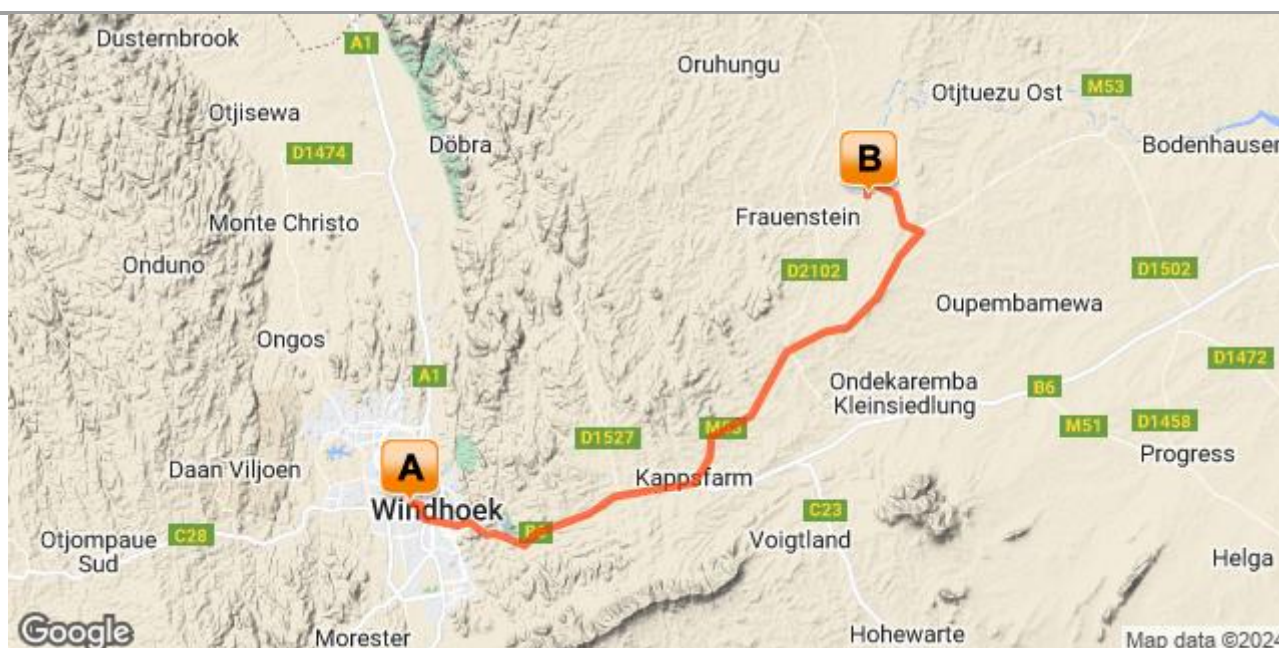 Dusternbrook
A1
Oruhungu
Otjtuezu Ost
M53
Otjisewa
Döbra
Bodenhausen
D1474
B
Monte Christo
Frauenstein
Onduno
D2102
D1502
Oupembamewa
Ongos
A1
D1472
Ondekaremba
Kleinsiedlung
B6
M53
M51
D1458
D1527
A
Daan Viljoen
Kappsfarm
Progress
Windhoek
C23
Otjompaue
Sud
C28
B6
Voigtland
Helga
Google
Morester
Hohewarte
Map data ©2024